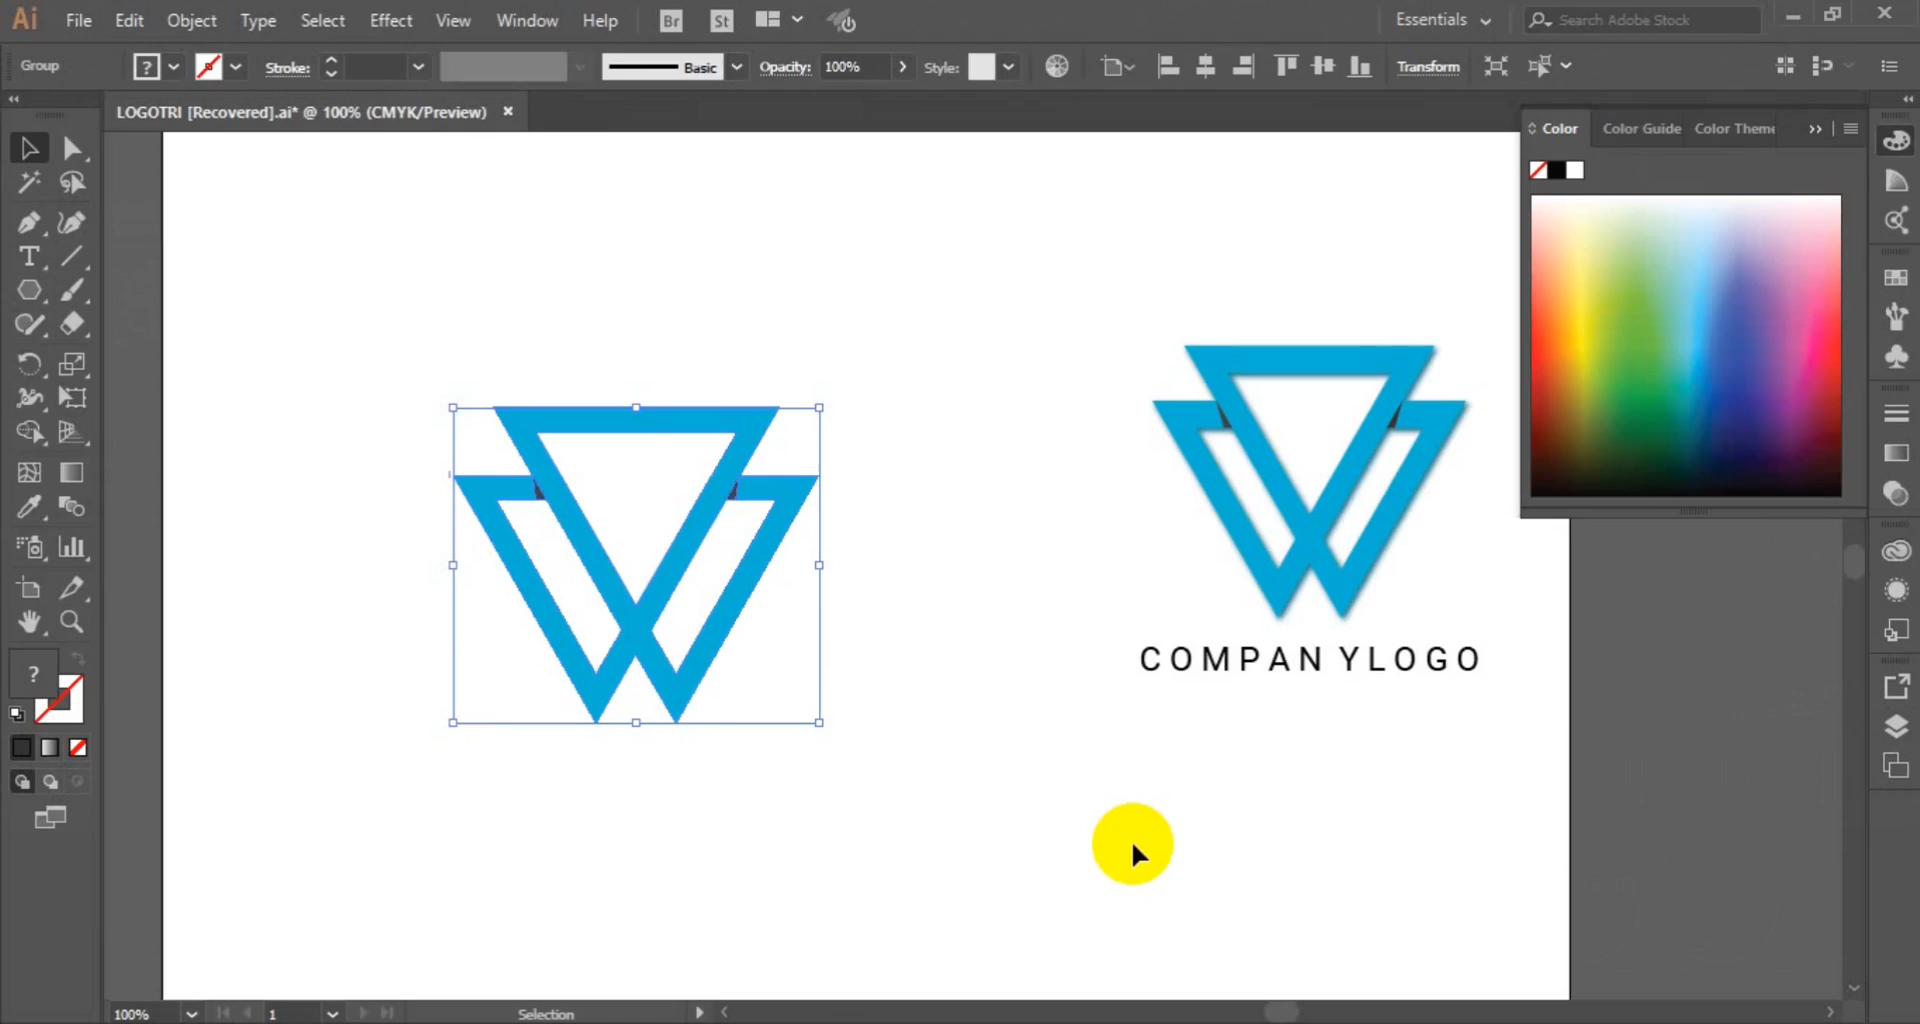 Ai File Edit Object Type Select Effect View Window Help Br St Essentials Search Adobe Stock
Group ? Stroke: Basic Opacity: 100% Style: Transform
LOGOTRI [Recovered].ai* @ 100% (CMYK/Preview)
Color Color Guide Color Theme
T
COMPAN YLOGO
?
100% 1 Selection